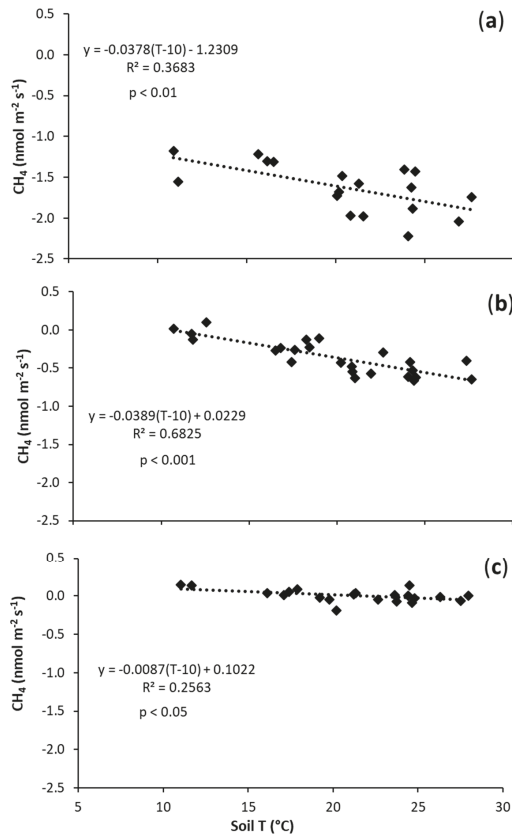 (a)
0.5
0.0
-0.5
-1.0
-1.5
-2.0
-2.5
CH₄ (nmol m⁻² s⁻¹)
y = -0.0378(T-10) - 1.2309
R² = 0.3683
p < 0.01
(b)
0.5
0.0
-0.5
-1.0
-1.5
-2.0
-2.5
CH₄ (nmol m⁻² s⁻¹)
y = -0.0389(T-10) + 0.0229
R² = 0.6825
p < 0.001
(c)
0.5
0.0
-0.5
-1.0
-1.5
-2.0
-2.5
CH₄ (nmol m⁻² s⁻¹)
y = -0.0087(T-10) + 0.1022
R² = 0.2563
p < 0.05
5 10 15 20 25 30
Soil T (°C)